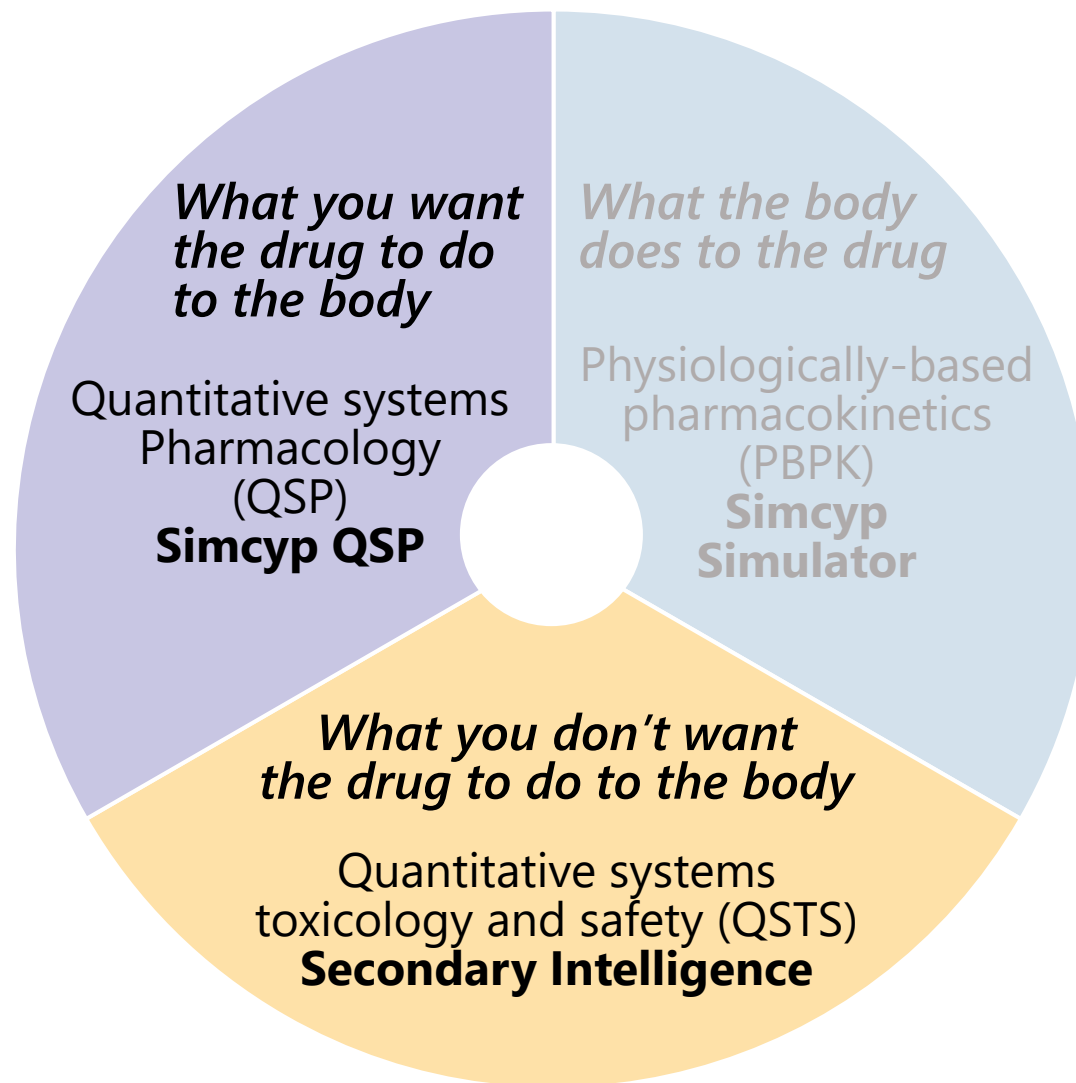 What you want
the drug to do
to the body
Quantitative systems
Pharmacology
(QSP)
Simcyp QSP
What the body
does to the drug
Physiologically-based
pharmacokinetics
(PBPK)
Simcyp
Simulator
What you don’t want
the drug to do to the body
Quantitative systems
toxicology and safety (QSTS)
Secondary Intelligence